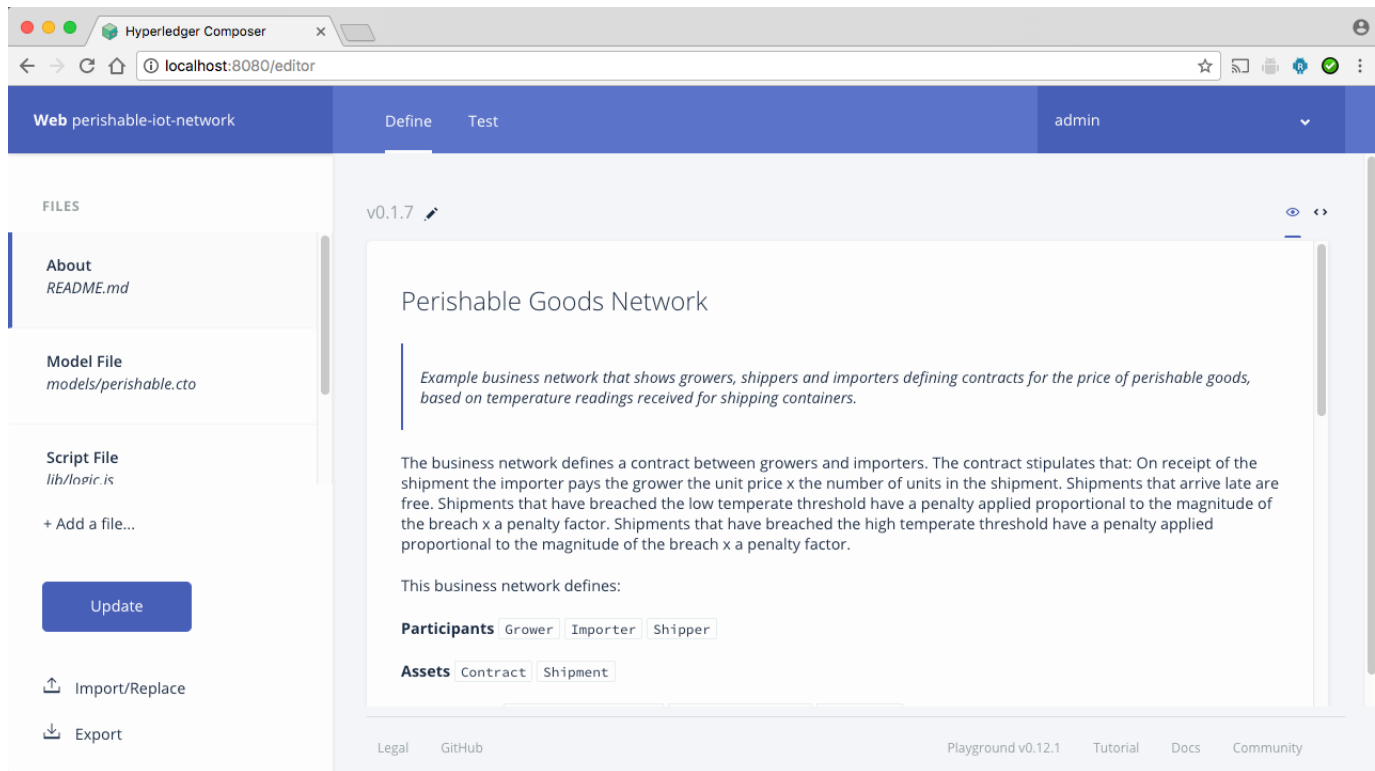 Hyperledger Composer
localhost:8080/editor
Web perishable-iot-network
Define
Test
admin
FILES
About
README.md
Model File
models/perishable.cto
Script File
lib/logic.js
+ Add a file...
Update
Import/Replace
Export
v0.1.7
Perishable Goods Network
Example business network that shows growers, shippers and importers defining contracts for the price of perishable goods,
based on temperature readings received for shipping containers.
The business network defines a contract between growers and importers. The contract stipulates that: On receipt of the
shipment the importer pays the grower the unit price x the number of units in the shipment. Shipments that arrive late are
free. Shipments that have breached the low temperate threshold have a penalty applied proportional to the magnitude of
the breach x a penalty factor. Shipments that have breached the high temperate threshold have a penalty applied
proportional to the magnitude of the breach x a penalty factor.
This business network defines:
Participants Grower Importer Shipper
Assets Contract Shipment
Legal
GitHub
Playground v0.12.1
Tutorial
Docs
Community